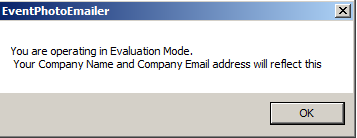 EventPhotoEmailer
You are operating in Evaluation Mode.
Your Company Name and Company Email address will reflect this
OK